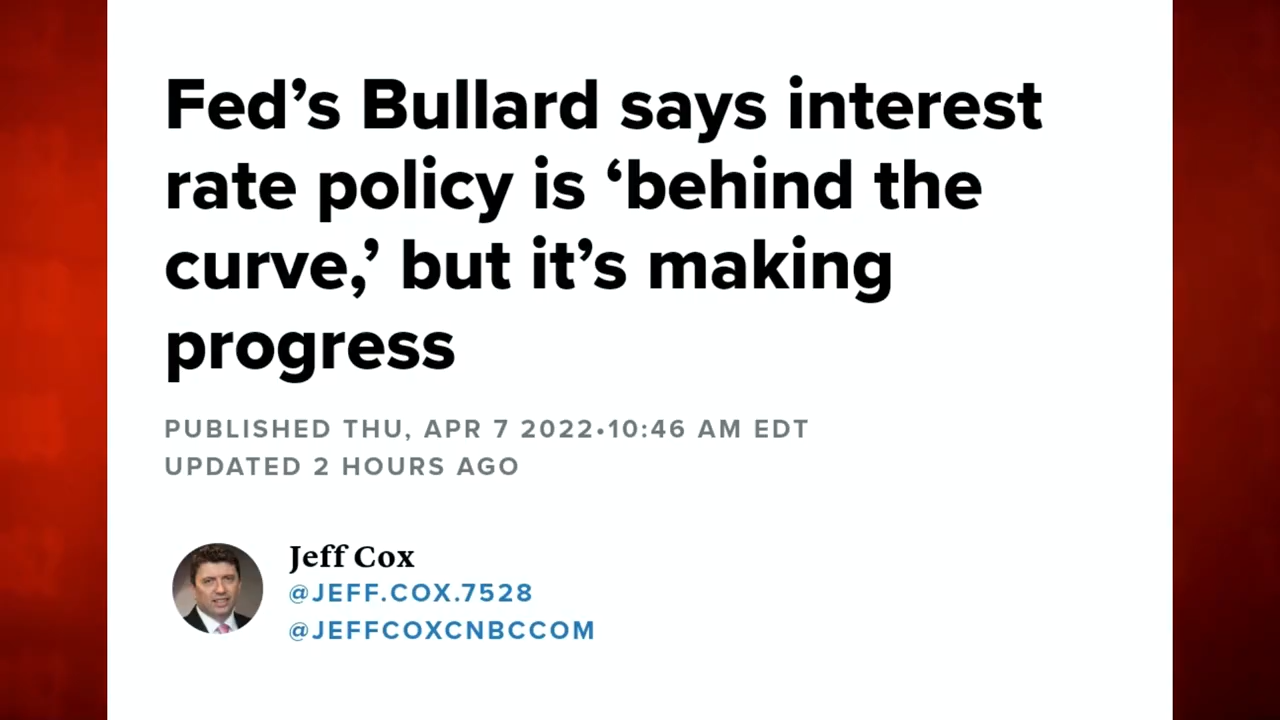 Fed’s Bullard says interest
rate policy is ‘behind the
curve,’ but it’s making
progress
PUBLISHED THU, APR 7 2022•10:46 AM EDT
UPDATED 2 HOURS AGO
Jeff Cox
@JEFF.COX.7528
@JEFFCOXCNBCCOM